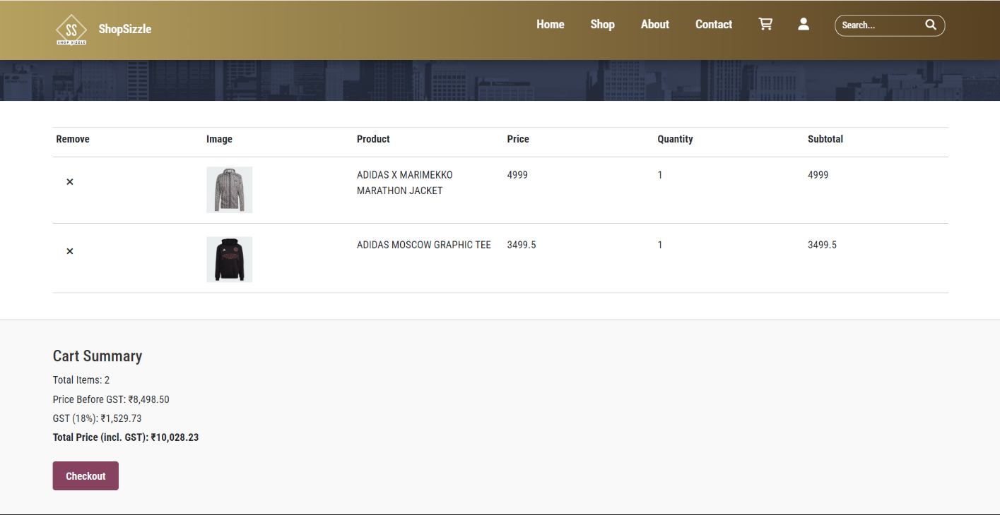 SS
SHOP SIZZLE
ShopSizzle
Home Shop About Contact Search...
Remove Image Product Price Quantity Subtotal
× ADIDAS X MARIMEKKO 4999 1 4999
MARATHON JACKET
× ADIDAS MOSCOW GRAPHIC TEE 3499.5 1 3499.5
Cart Summary
Total Items: 2
Price Before GST: ₹8,498.50
GST (18%): ₹1,529.73
Total Price (incl. GST): ₹10,028.23
Checkout